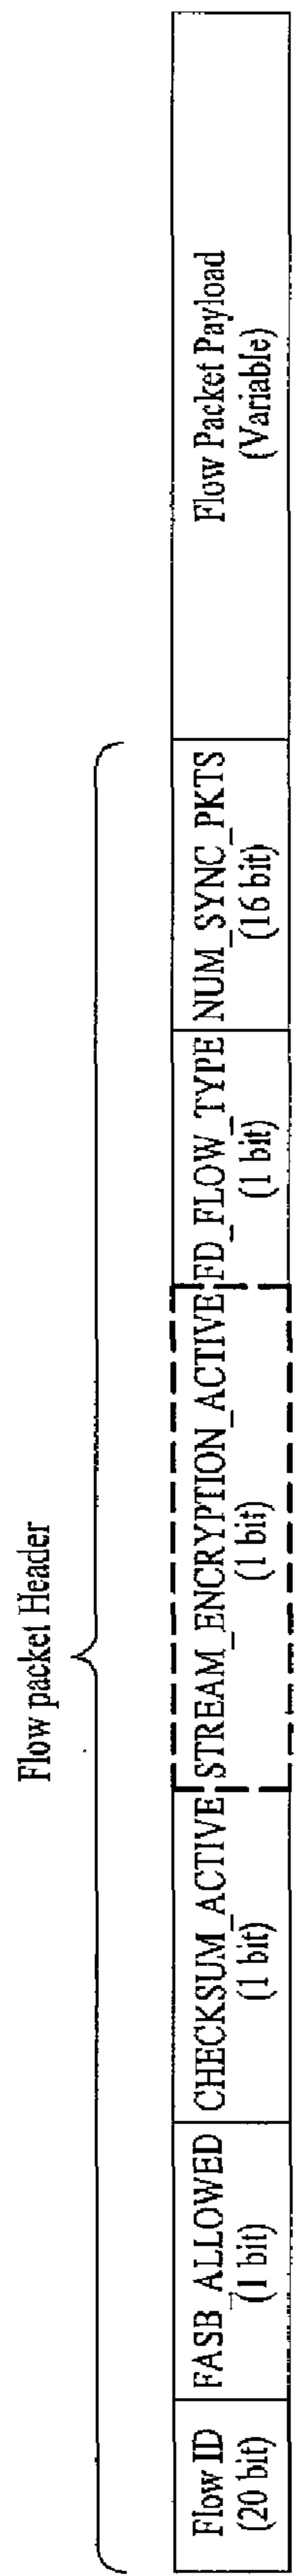 Flow packet Header
Flow ID
(20 bit)
FASB_ALLOWED
(1 bit)
CHECKSUM_ACTIVE
(1 bit)
STREAM_ENCRYPTION_ACTIVE
(1 bit)
FD_FLOW_TYPE
(1 bit)
NUM_SYNC_PKTS
(16 bit)
Flow Packet Payload
(Variable)